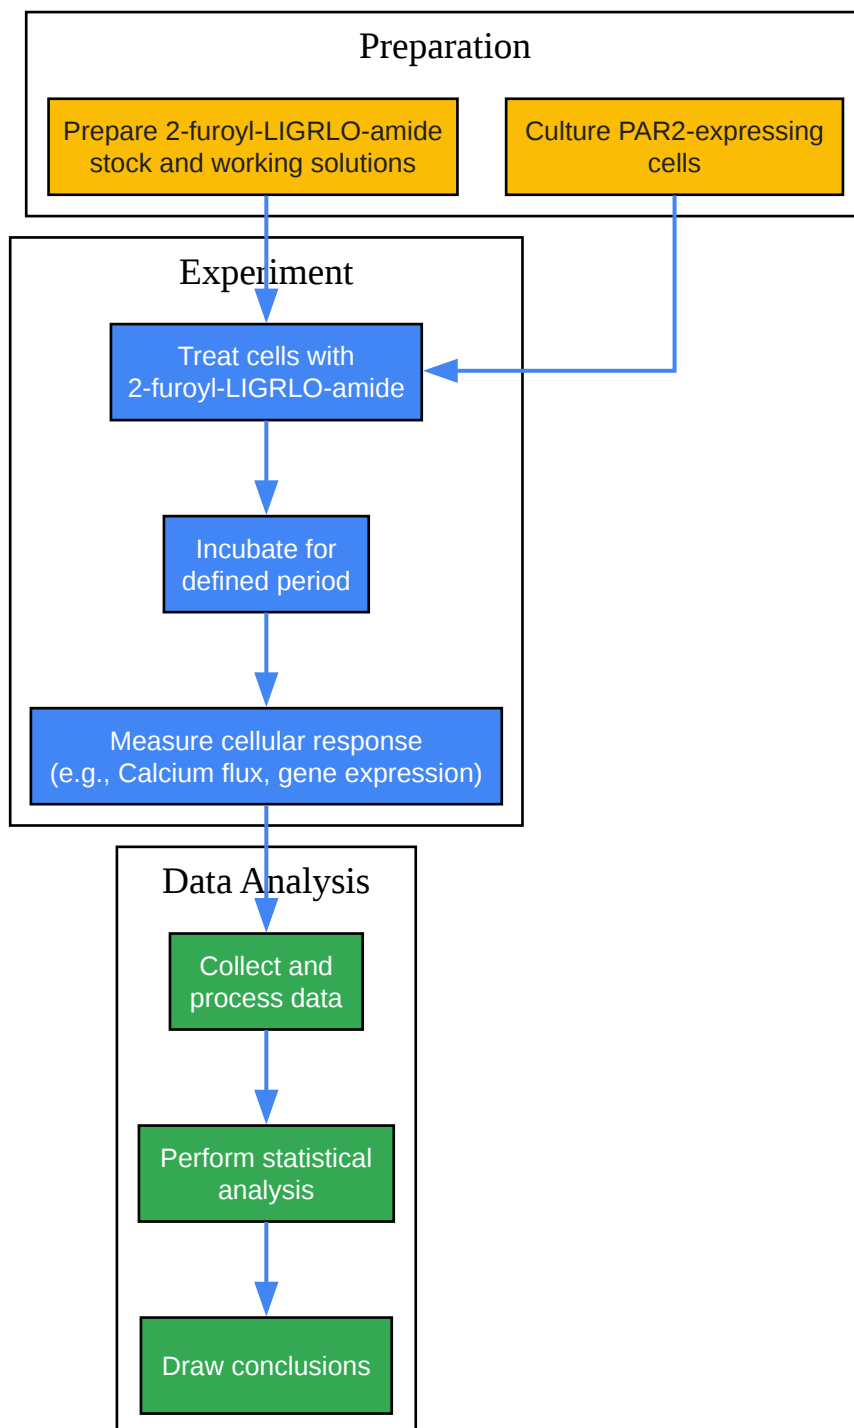 Preparation
Prepare 2-furoyl-LIGRLO-amide
stock and working solutions
Culture PAR2-expressing
cells
Experiment
Treat cells with
2-furoyl-LIGRLO-amide
Incubate for
defined period
Measure cellular response
(e.g., Calcium flux, gene expression)
Data Analysis
Collect and
process data
Perform statistical
analysis
Draw conclusions